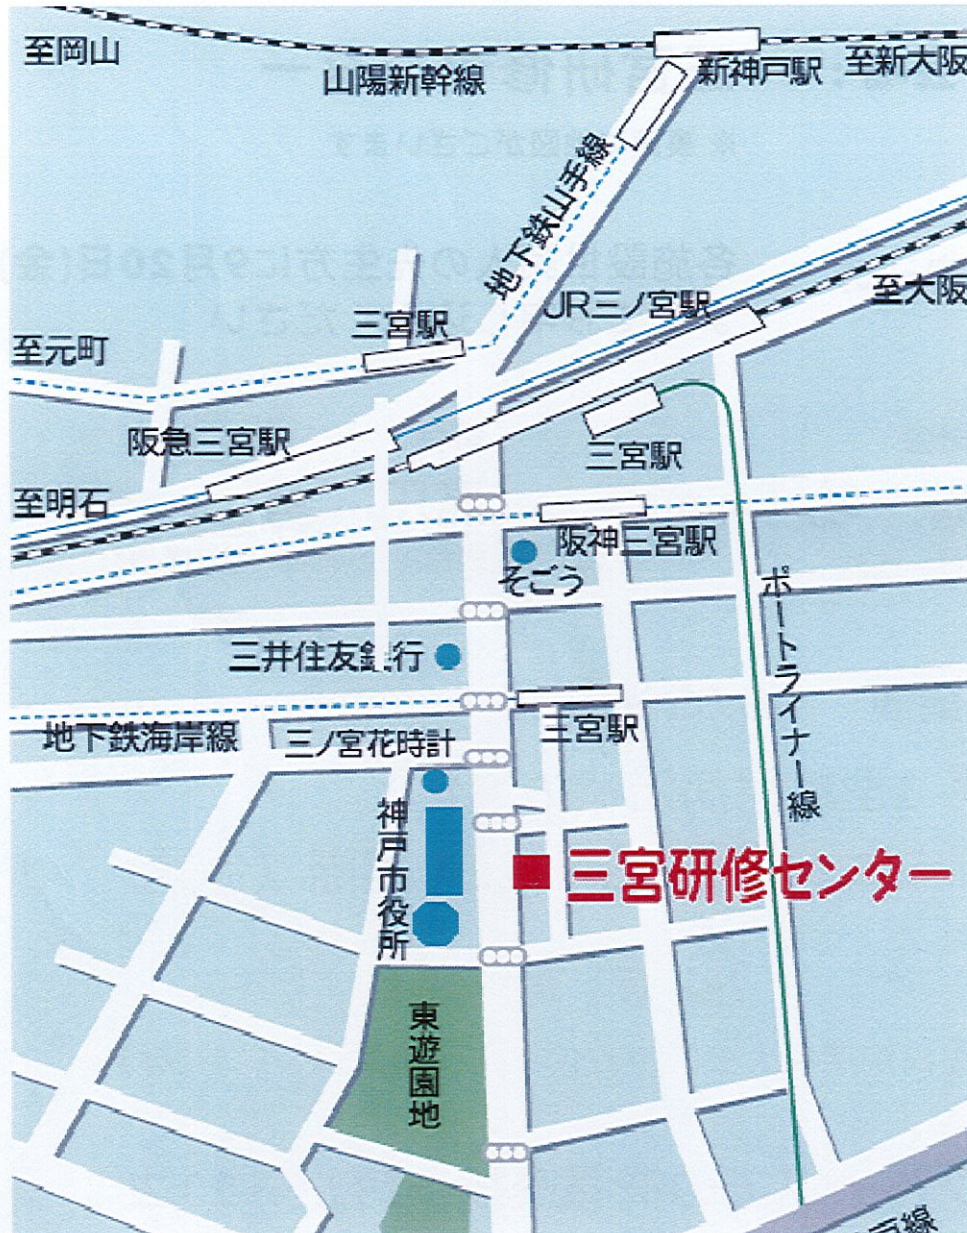 至岡山
山陽新幹線
新神戸駅
至新大阪
地下鉄山手線
JR三ノ宮駅
至大阪
三宮駅
至元町
阪急三宮駅
三宮駅
至明石
阪神三宮駅
そごう
ポートライナー線
三井住友銀行
地下鉄海岸線
三ノ宮花時計
三宮駅
神戸市役所
三宮研修センター
東遊園地
戸線